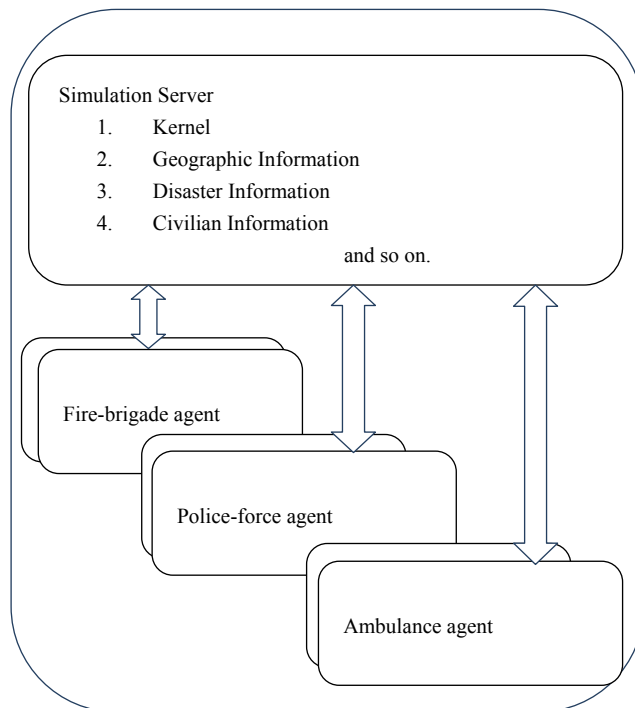 Simulation Server
1. Kernel
2. Geographic Information
3. Disaster Information
4. Civilian Information
and so on.
Fire-brigade agent
Police-force agent
Ambulance agent